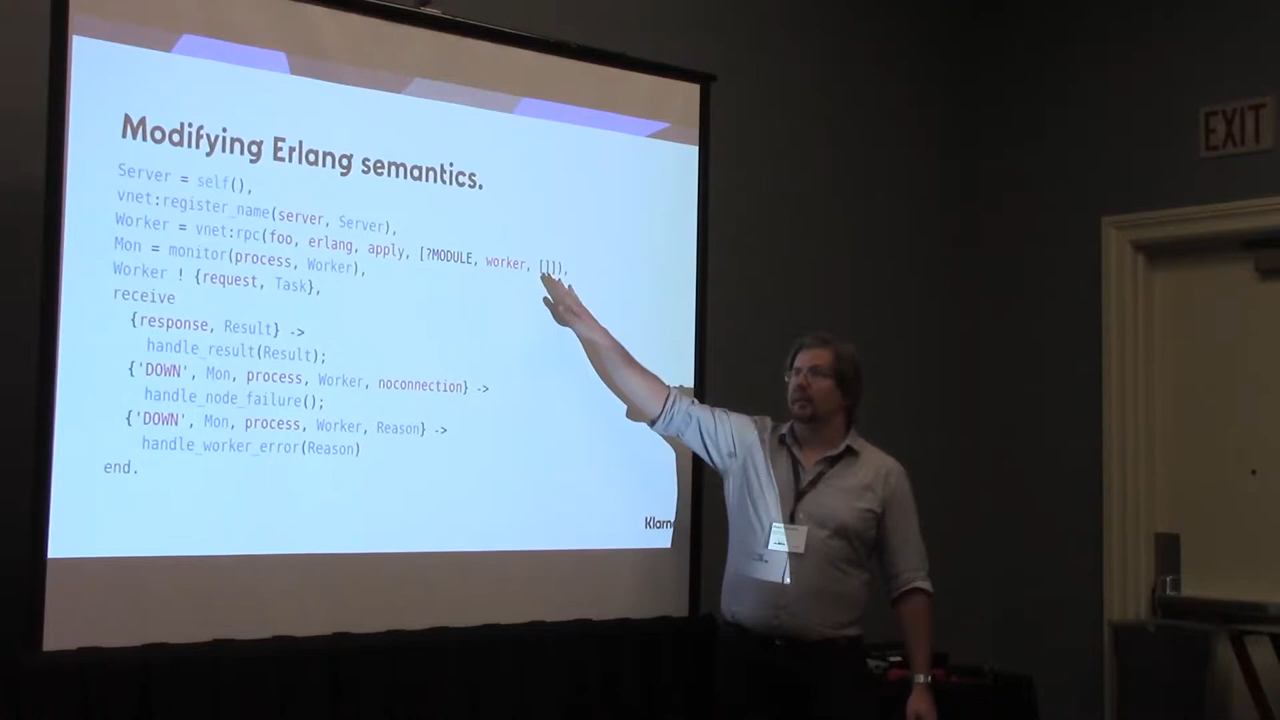 Modifying Erlang semantics.
Server = self(),
vnet:register_name(server, Server),
Worker = vnet:rpc(foo, erlang, apply, [?MODULE, worker, []]),
Mon = monitor(process, Worker),
Worker ! {request, Task},
receive
{response, Result} ->
handle_result(Result);
{'DOWN', Mon, process, Worker, noconnection} ->
handle_node_failure();
{'DOWN', Mon, process, Worker, Reason} ->
handle_worker_error(Reason)
end.
Klarn
EXIT